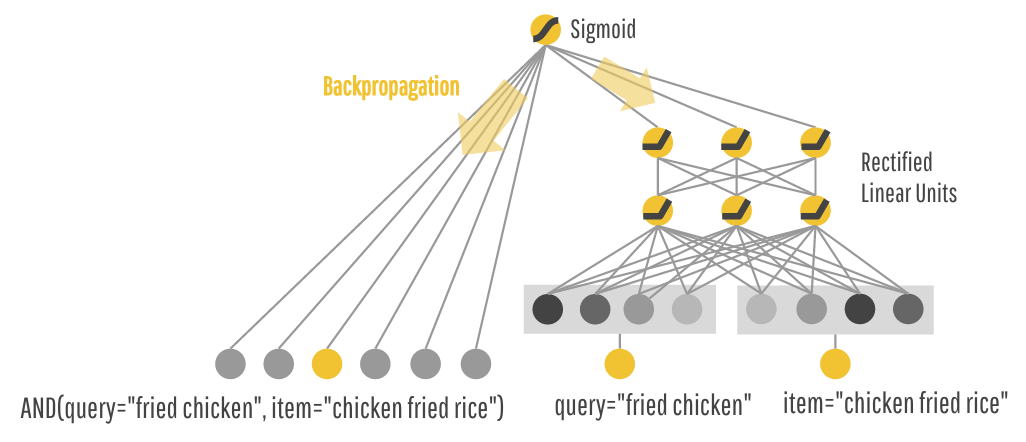 Sigmoid
Backpropagation
Rectified
Linear Units
AND(query="fried chicken", item="chicken fried rice")
query="fried chicken"
item="chicken fried rice"